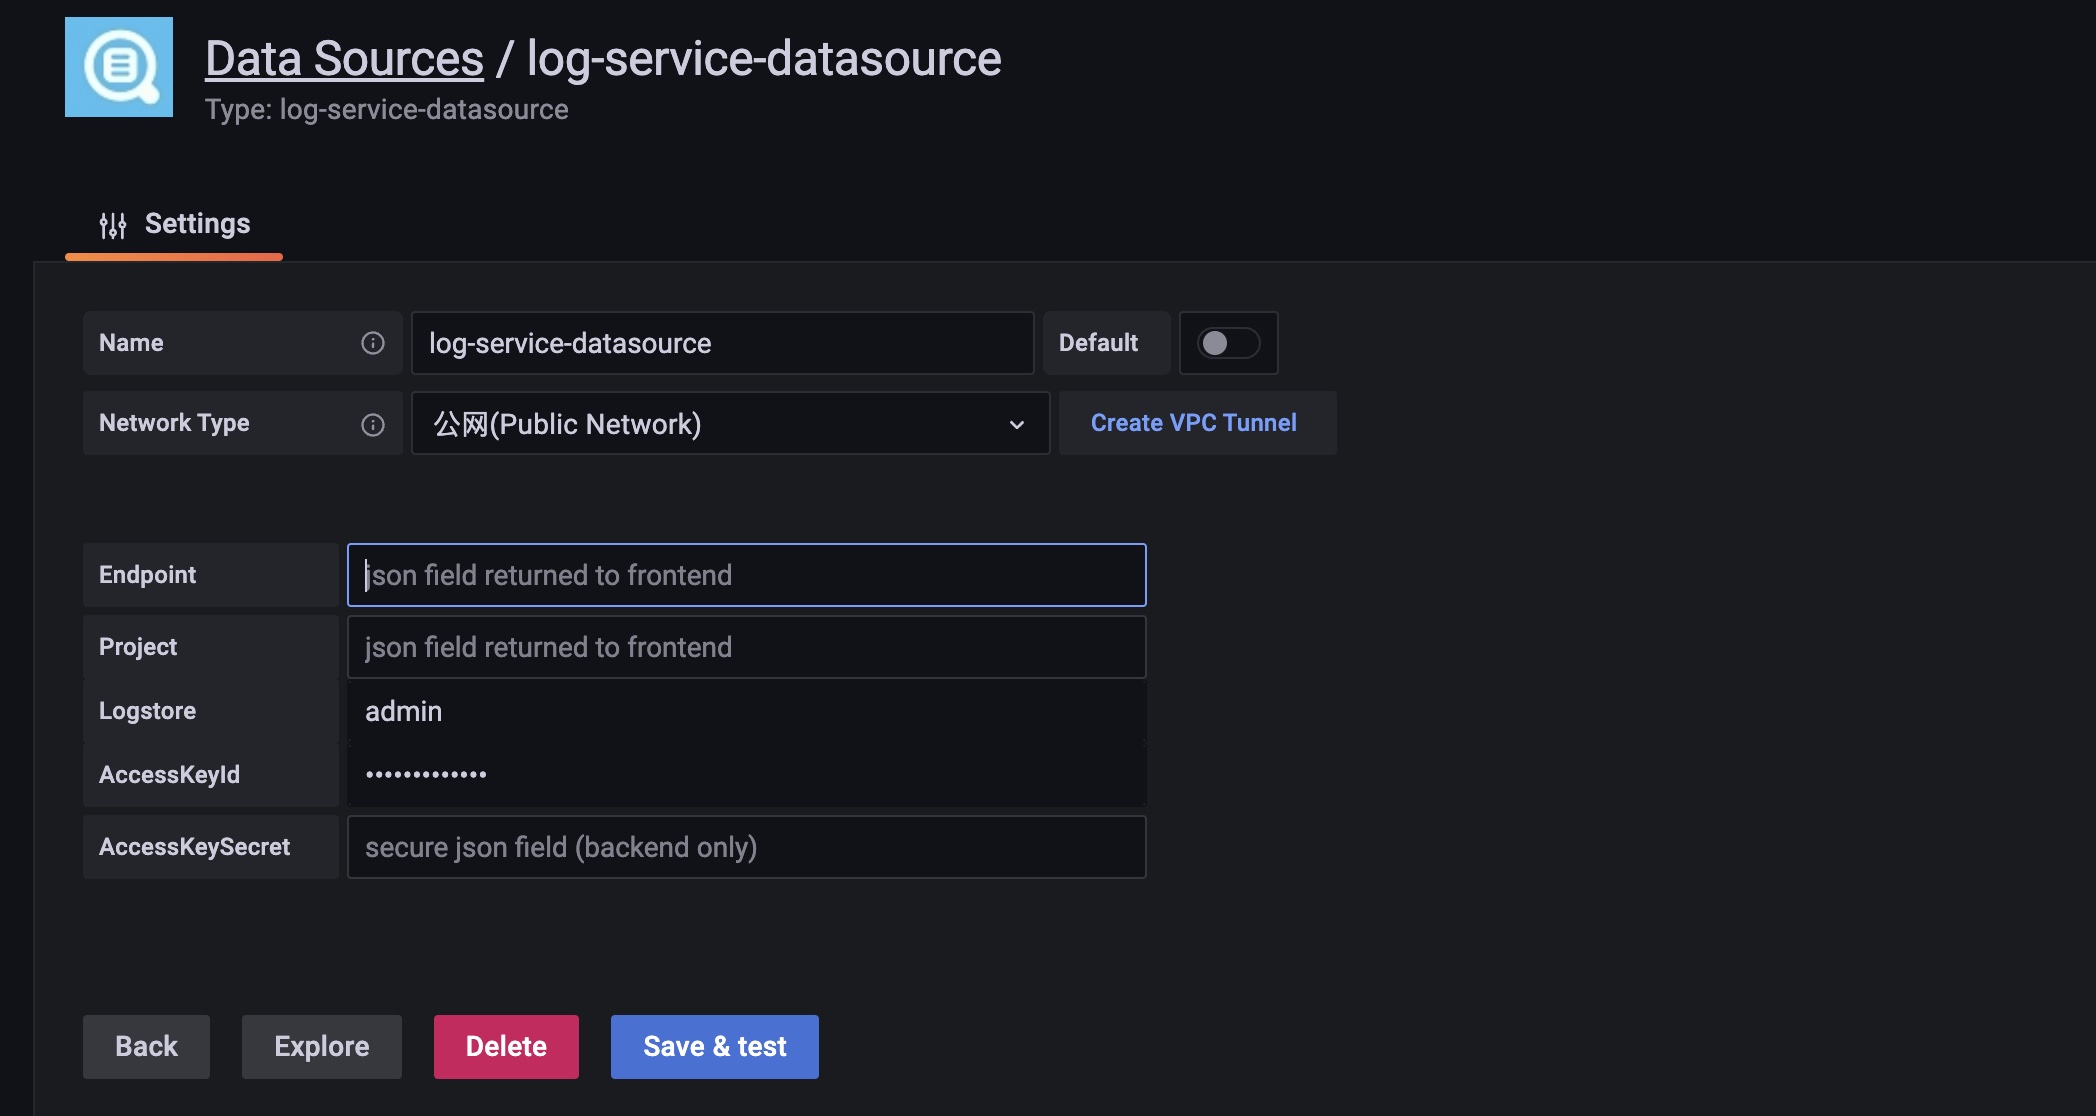 Data Sources / log-service-datasource
Type: log-service-datasource
Settings
Name log-service-datasource Default
Network Type 公网(Public Network) Create VPC Tunnel
Endpoint json field returned to frontend
Project json field returned to frontend
Logstore admin
AccessKeyId •••••••••••••
AccessKeySecret secure json field (backend only)
Back Explore Delete Save & test